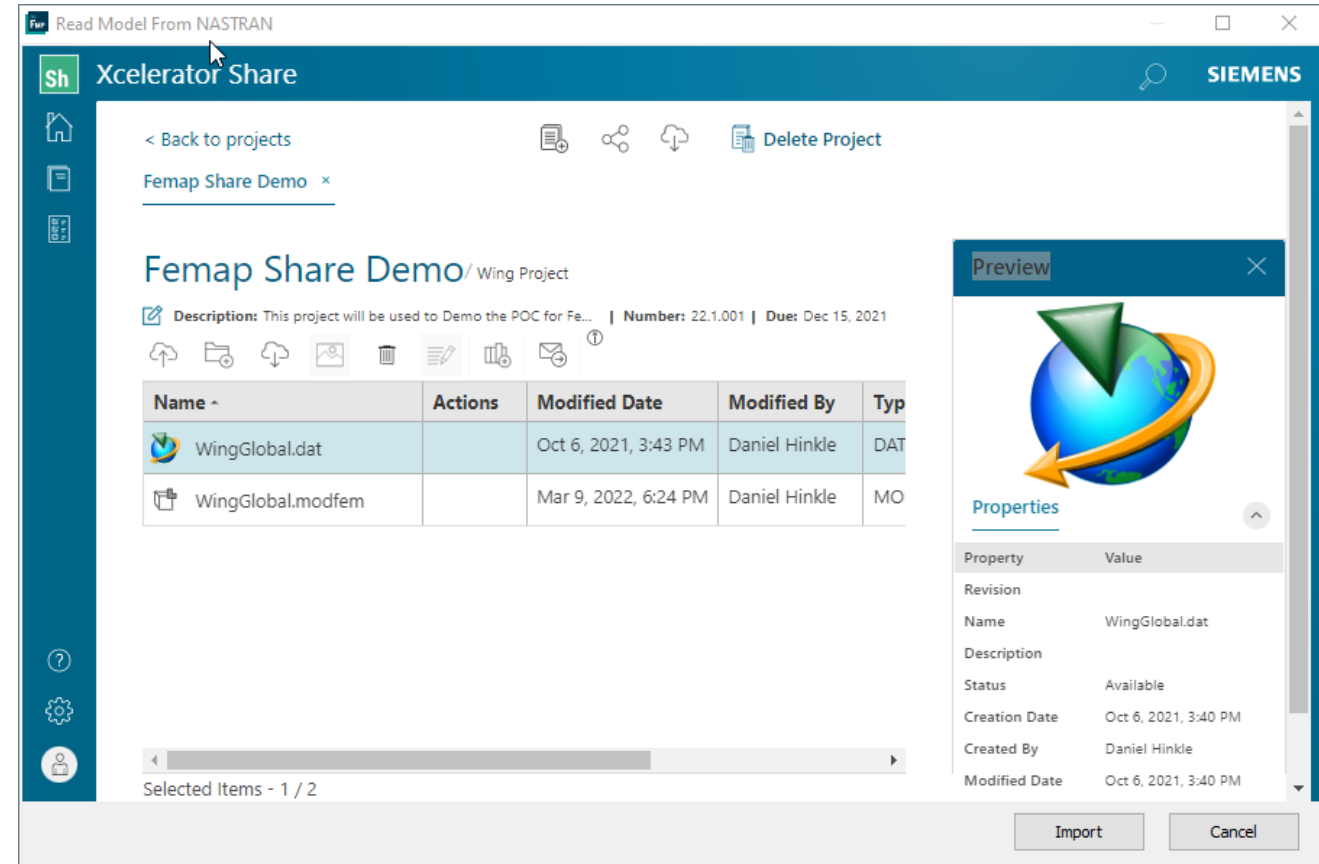 Fwp Read Model From NASTRAN
Sh Xcelerator Share SIEMENS
< Back to projects Delete Project
Femap Share Demo ×
Femap Share Demo / Wing Project
Description: This project will be used to Demo the POC for Fe... | Number: 22.1.001 | Due: Dec 15, 2021
Name Actions Modified Date Modified By Typ
WingGlobal.dat Oct 6, 2021, 3:43 PM Daniel Hinkle DAT
WingGlobal.modfem Mar 9, 2022, 6:24 PM Daniel Hinkle MO
Selected Items - 1 / 2
Preview
Properties
Property Value
Revision
Name WingGlobal.dat
Description
Status Available
Creation Date Oct 6, 2021, 3:40 PM
Created By Daniel Hinkle
Modified Date Oct 6, 2021, 3:40 PM
Import Cancel